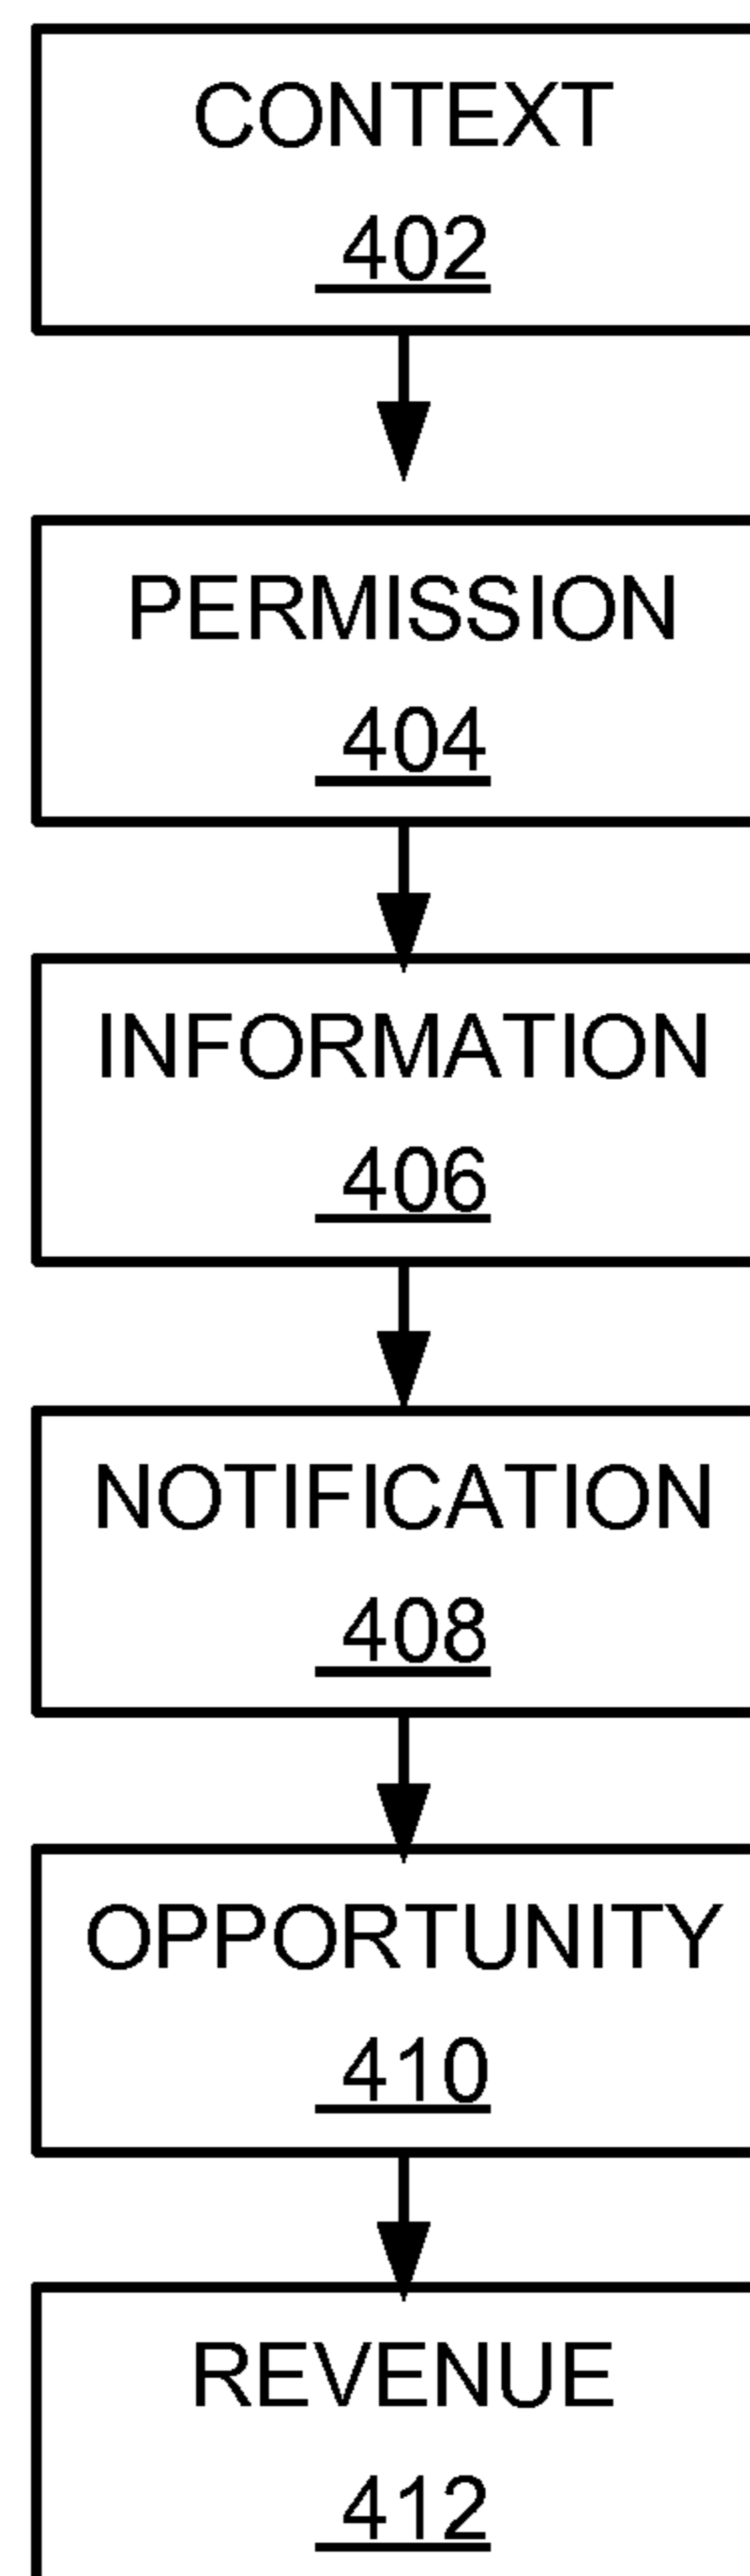 CONTEXT
402
PERMISSION
404
INFORMATION
406
NOTIFICATION
408
OPPORTUNITY
410
REVENUE
412